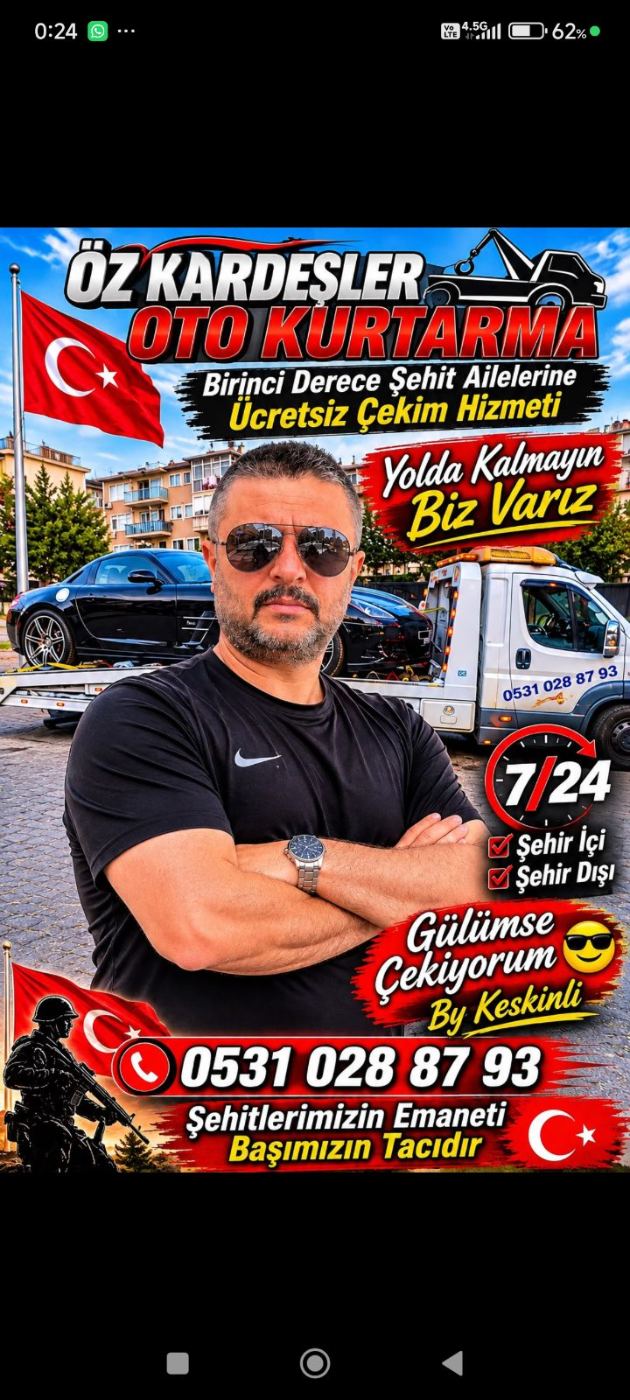 0:24
Vo LTE 4.5G 62%
ÖZ KARDEŞLER
OTO KURTARMA
Birinci Derece Şehit Ailelerine
Ücretsiz Çekim Hizmeti
Yolda Kalmayın
Biz Varız
0531 028 87 93
7/24
Şehir İçi
Şehir Dışı
Gülümse
Çekiyorum
By Keskinli
0531 028 87 93
Şehitlerimizin Emaneti
Başımızın Tacıdır